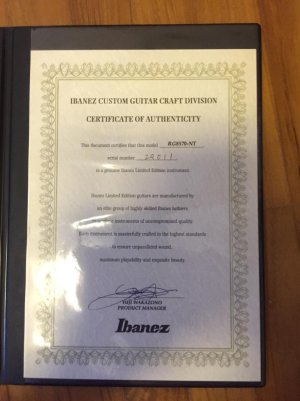 IBANEZ CUSTOM GUITAR CRAFT DIVISION
CERTIFICATE OF AUTHENTICITY
This document certifies that this model RG8570-NT
serial number 29011
is a genuine Ibanez Limited Edition instrument.
Ibanez Limited Edition guitars are manufactured by
an elite group of highly skilled Ibanez luthiers
instruments of uncompromised quality.
Each instrument is masterfully crafted to the highest standards
to ensure unparalleled sound,
maximum playability and exquisite beauty.
YUJI WAKAZONO
PRODUCT MANAGER
Ibanez